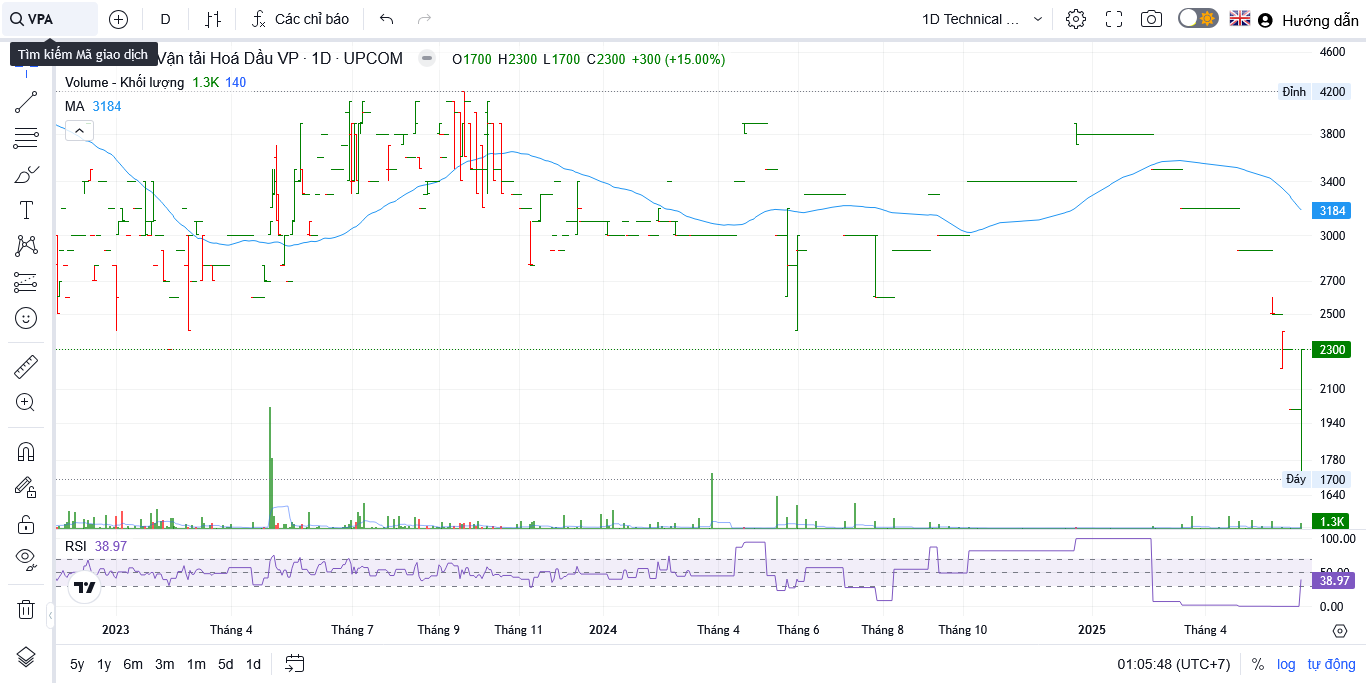 VPA
D
Các chỉ báo
1D Technical ...
Hướng dẫn
Tìm kiếm Mã giao dịch
Vận tải Hoá Dầu VP · 1D · UPCOM
O1700 H2300 L1700 C2300 +300 (+15.00%)
Volume - Khối lượng 1.3K 140
MA 3184
4600
Đỉnh 4200
3800
3400
3184
3000
2700
2500
2300
2100
1940
1780
Đáy 1700
1640
1.3K
RSI 38.97
100.00
50.00
38.97
0.00
2023 Tháng 4 Tháng 7 Tháng 9 Tháng 11 2024 Tháng 4 Tháng 6 Tháng 8 Tháng 10 2025 Tháng 4
5y 1y 6m 3m 1m 5d 1d
01:05:48 (UTC+7) % log tự động